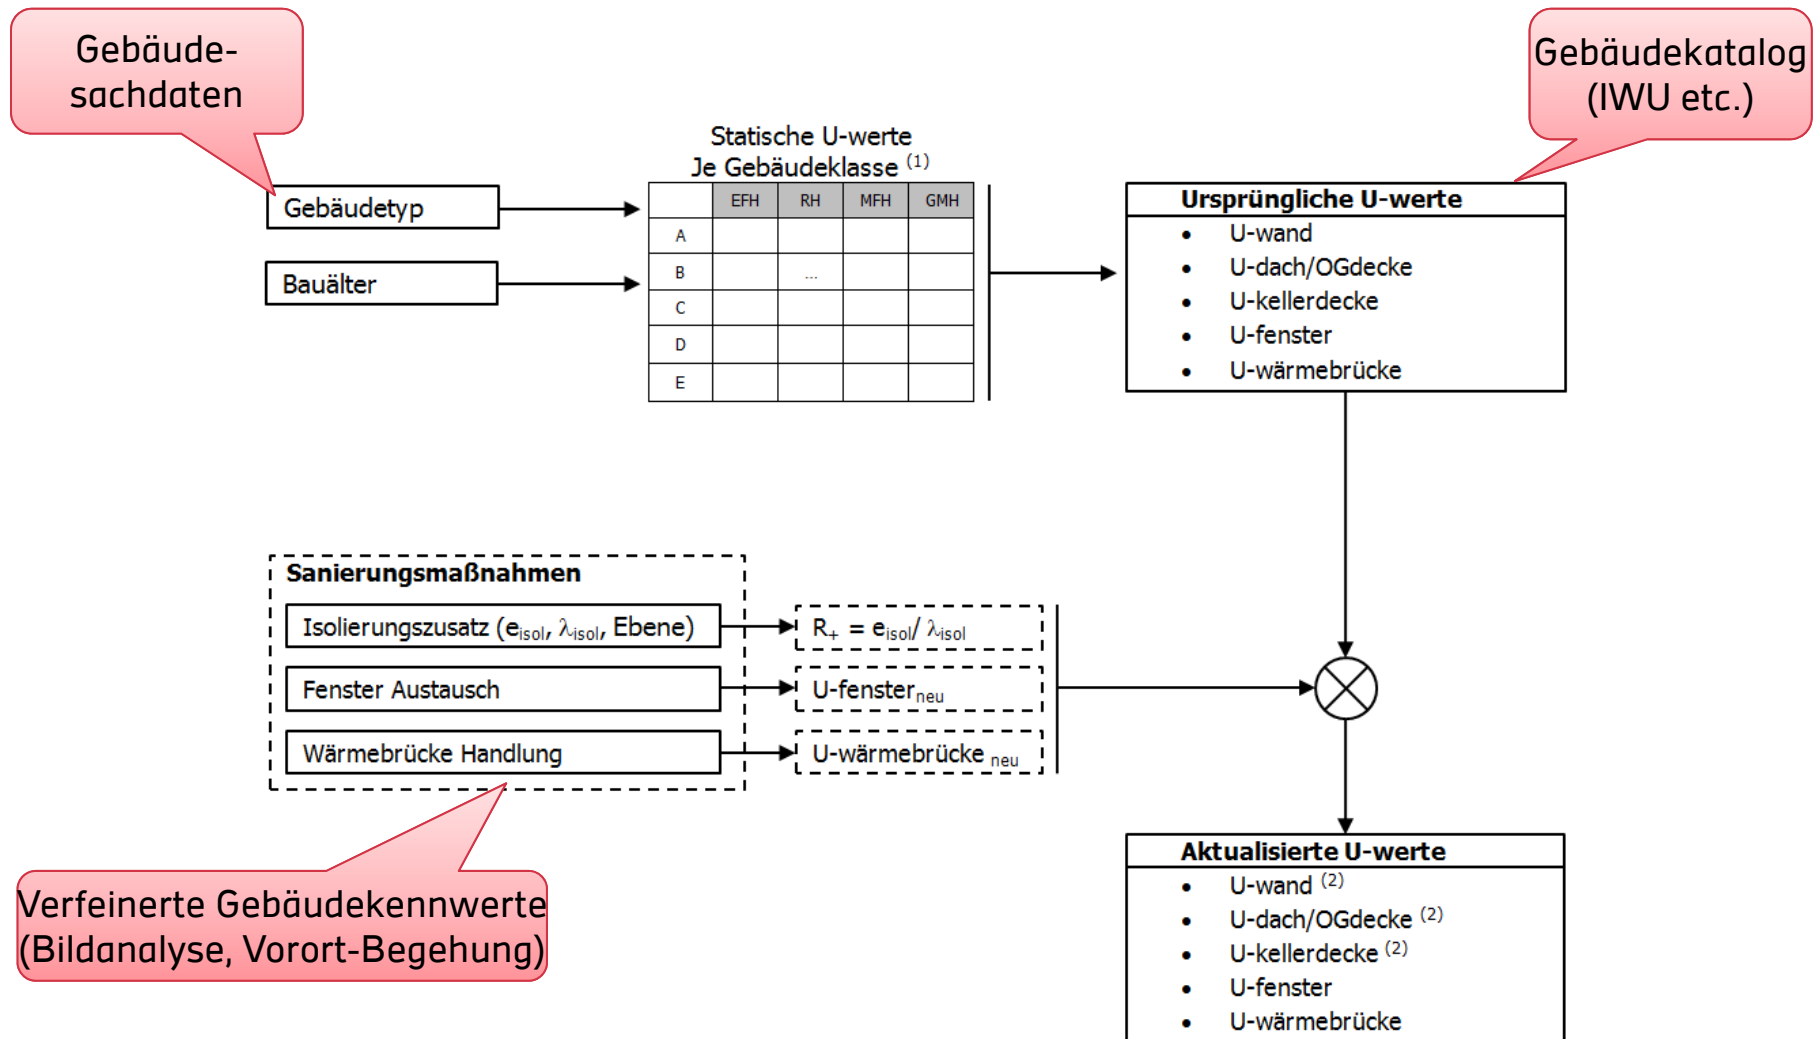 Gebäude-
sachdaten
Gebäudekatalog
(IWU etc.)
Statische U-werte
Je Gebäudeklasse (1)
EFH RH MFH GMH
A
B ...
C
D
E
Gebäudetyp
Bauälter
Ursprüngliche U-werte
• U-wand
• U-dach/OGdecke
• U-kellerdecke
• U-fenster
• U-wärmebrücke
Sanierungsmaßnahmen
Isolierungszusatz (eisol, λisol, Ebene)
R+ = eisol/ λisol
Fenster Austausch
U-fensterneu
Wärmebrücke Handlung
U-wärmebrücke neu
Verfeinerte Gebäudekennwerte
(Bildanalyse, Vorort-Begehung)
Aktualisierte U-werte
• U-wand (2)
• U-dach/OGdecke (2)
• U-kellerdecke (2)
• U-fenster
• U-wärmebrücke